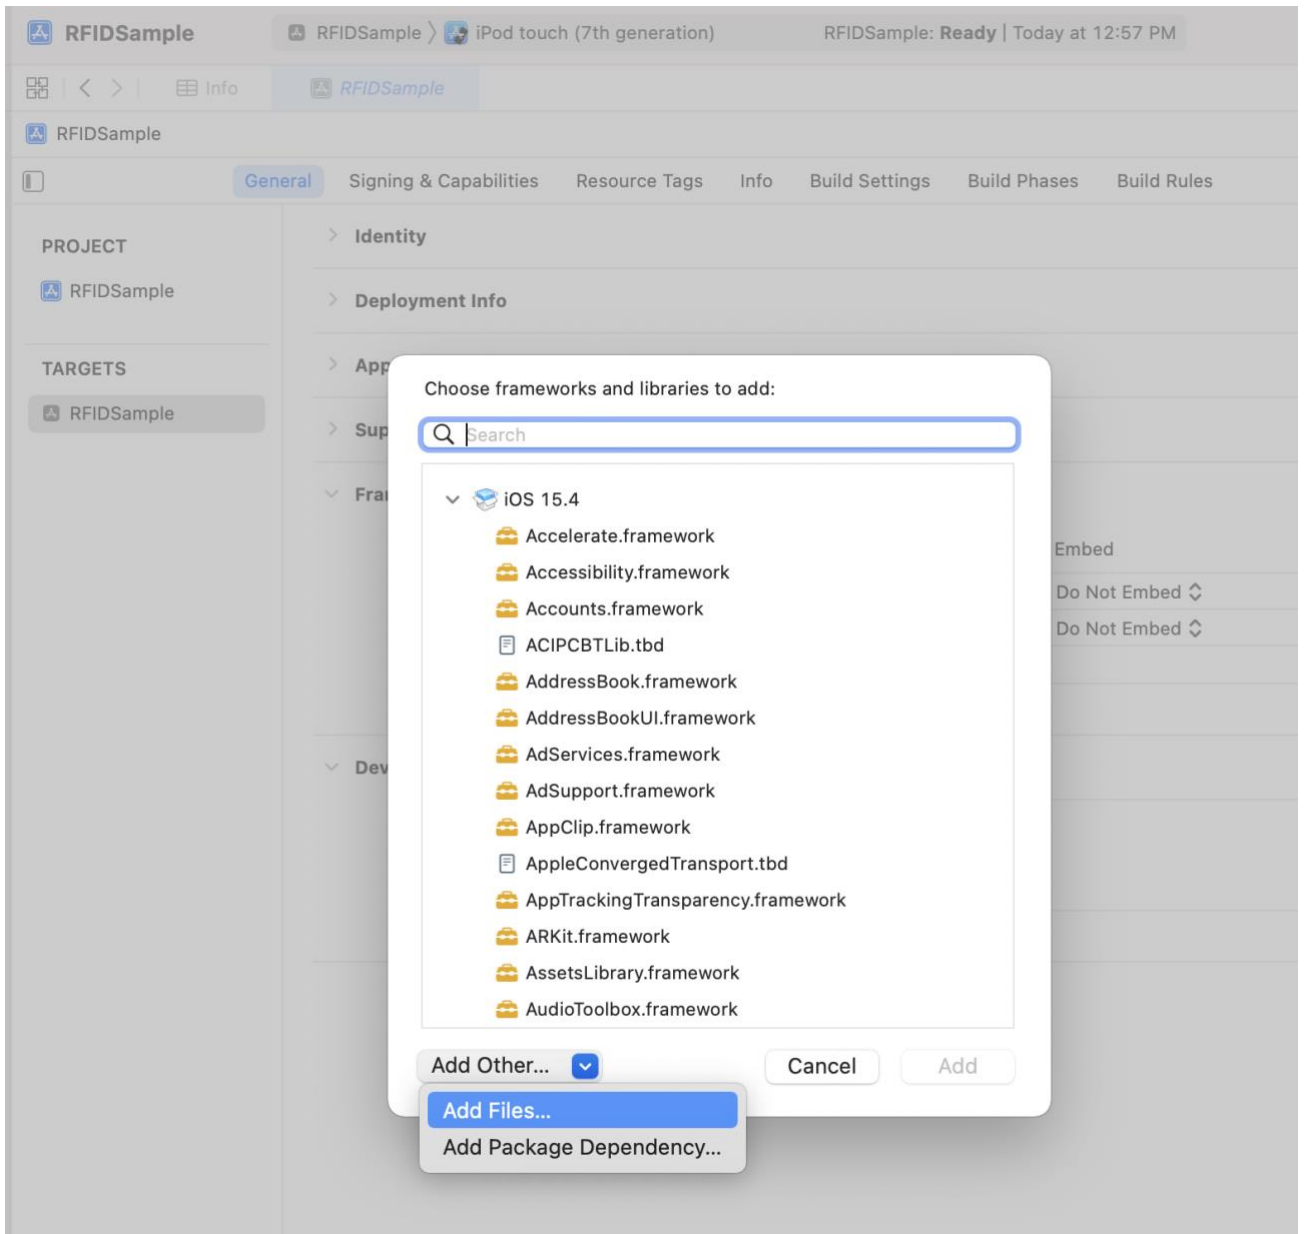 RFIDSample
RFIDSample 〉 iPod touch (7th generation)
RFIDSample: Ready | Today at 12:57 PM
Info
RFIDSample
RFIDSample
General
Signing & Capabilities
Resource Tags
Info
Build Settings
Build Phases
Build Rules
PROJECT
RFIDSample
TARGETS
RFIDSample
Identity
Deployment Info
App
Sup
Fra
Embed
Do Not Embed
Do Not Embed
Dev
Choose frameworks and libraries to add:
Search
iOS 15.4
Accelerate.framework
Accessibility.framework
Accounts.framework
ACIPCBTLib.tbd
AddressBook.framework
AddressBookUI.framework
AdServices.framework
AdSupport.framework
AppClip.framework
AppleConvergedTransport.tbd
AppTrackingTransparency.framework
ARKit.framework
AssetsLibrary.framework
AudioToolbox.framework
Add Other...
Cancel
Add
Add Files...
Add Package Dependency...